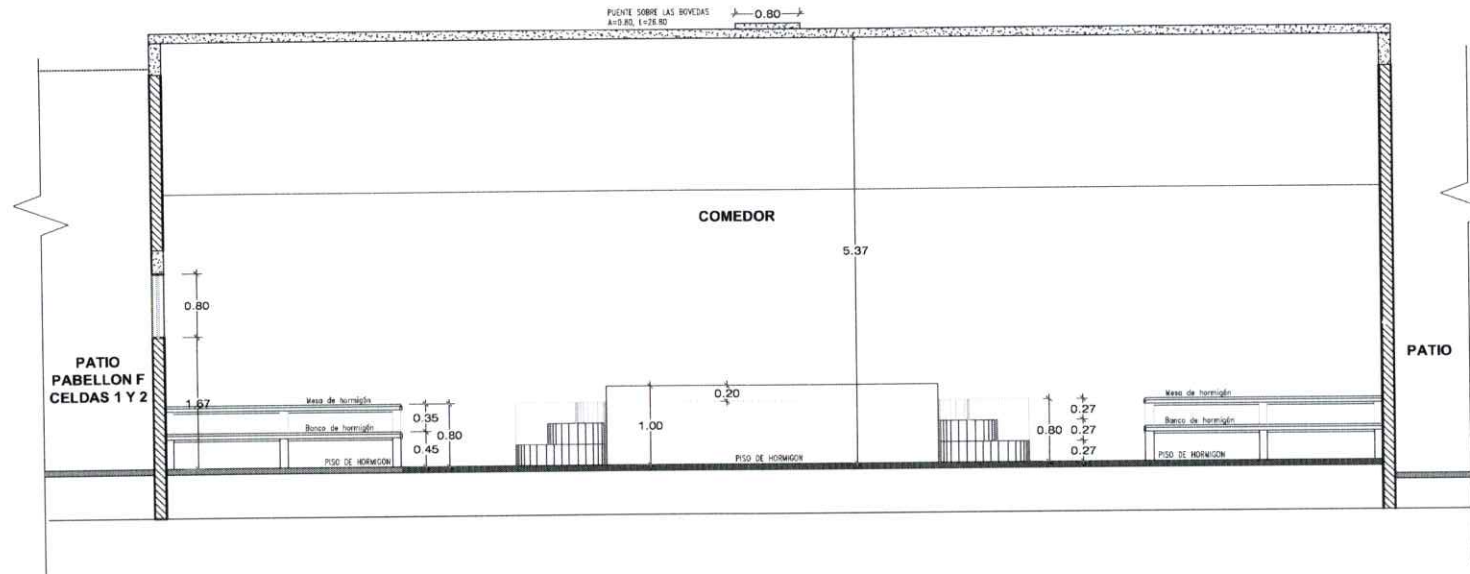 PUENTE SOBRE LAS BOVEDAS
A=0.80, L=26.80
0.80
COMEDOR
5.37
0.80
PATIO
PABELLON F
CELDAS 1 Y 2
PATIO
1.67
Mesa de hormigón
Banco de hormigón
PISO DE HORMIGON
0.35
0.45
0.80
1.00
0.20
PISO DE HORMIGON
0.80
0.27
0.27
0.27
Mesa de hormigón
Banco de hormigón
PISO DE HORMIGON